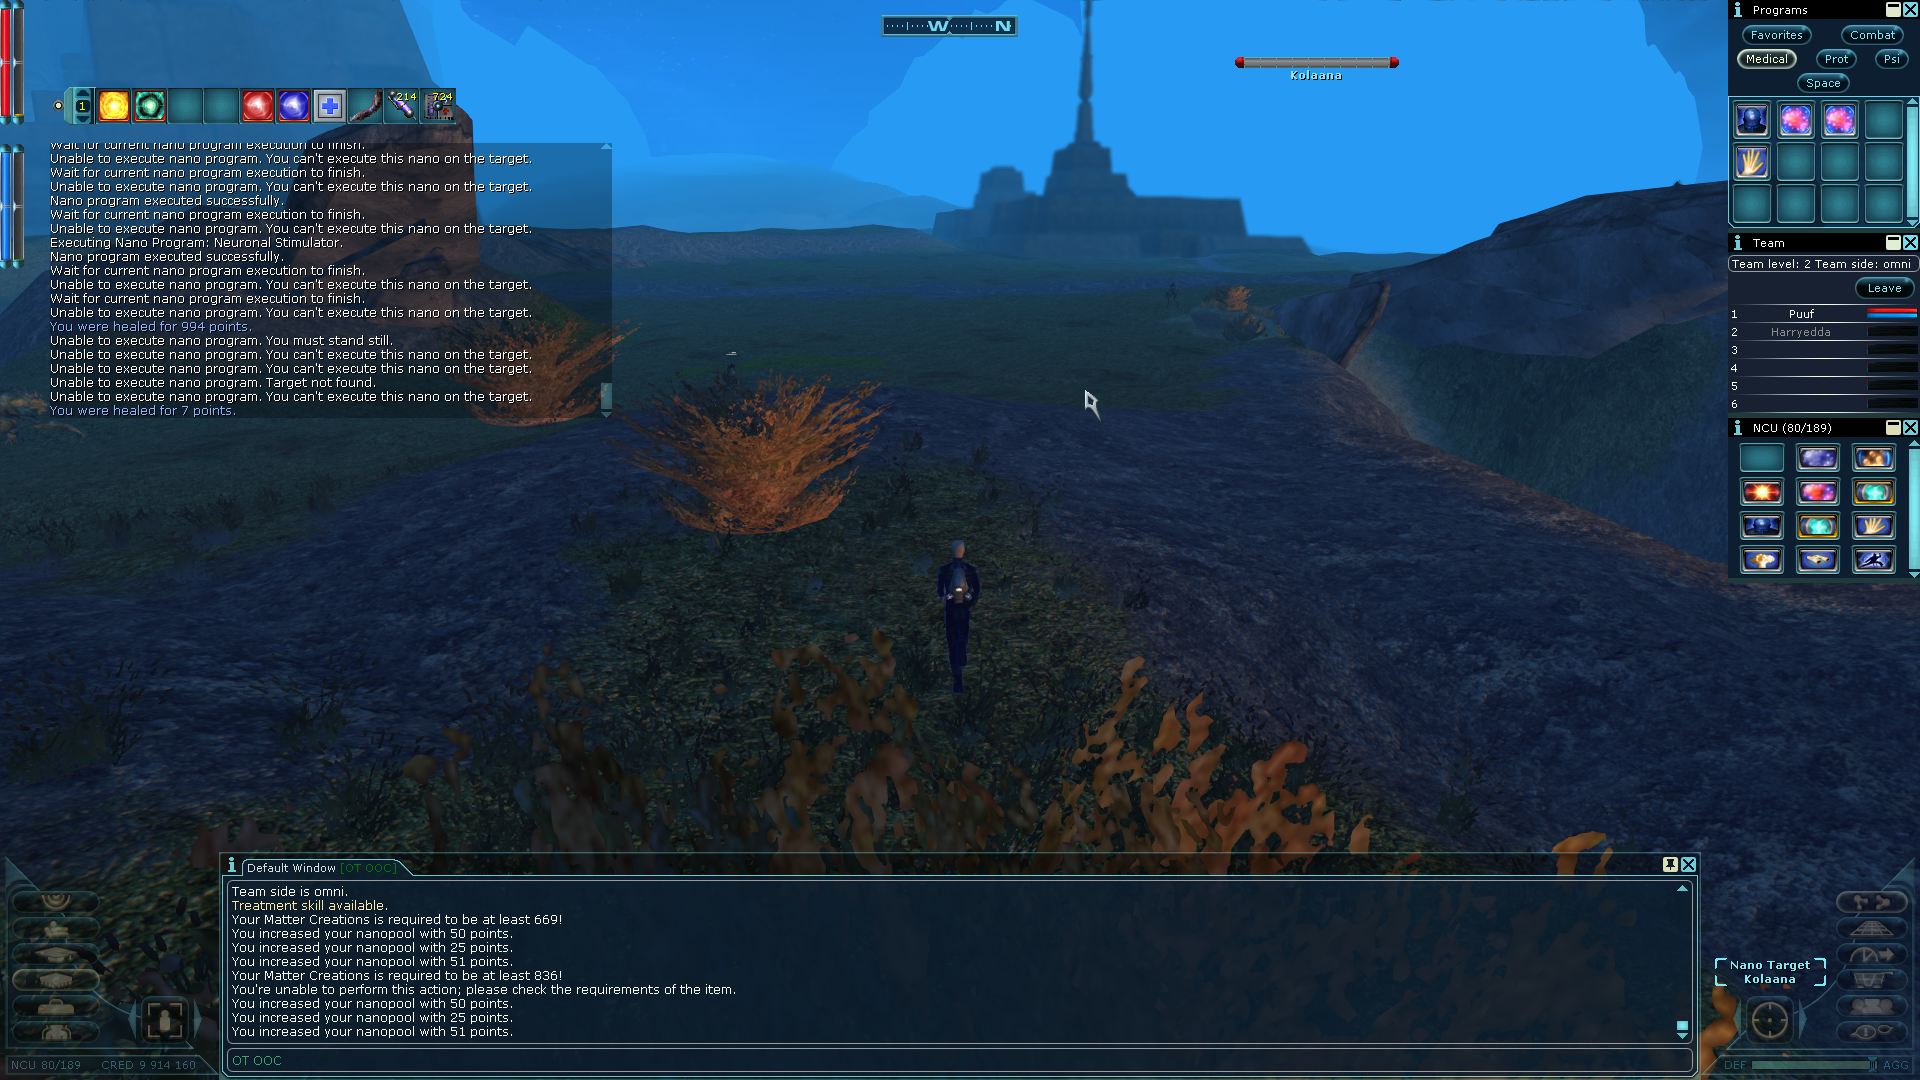 W N
Kolaana
1
214
724
Wait for current nano program execution to finish.
Unable to execute nano program. You can't execute this nano on the target.
Wait for current nano program execution to finish.
Unable to execute nano program. You can't execute this nano on the target.
Nano program executed successfully.
Wait for current nano program execution to finish.
Unable to execute nano program. You can't execute this nano on the target.
Executing Nano Program: Neuronal Stimulator.
Nano program executed successfully.
Wait for current nano program execution to finish.
Unable to execute nano program. You can't execute this nano on the target.
Wait for current nano program execution to finish.
Unable to execute nano program. You can't execute this nano on the target.
You were healed for 994 points.
Unable to execute nano program. You must stand still.
Unable to execute nano program. You can't execute this nano on the target.
Unable to execute nano program. You can't execute this nano on the target.
Unable to execute nano program. Target not found.
Unable to execute nano program. You can't execute this nano on the target.
You were healed for 7 points.
Programs
Favorites Combat
Medical Prot Psi
Space
Team
Team level: 2 Team side: omni
Leave
1 Puuf
2 Harryedda
3
4
5
6
NCU (80/189)
Default Window [OT OOC]
Team side is omni.
Treatment skill available.
Your Matter Creations is required to be at least 669!
You increased your nanopool with 50 points.
You increased your nanopool with 25 points.
You increased your nanopool with 51 points.
Your Matter Creations is required to be at least 836!
You're unable to perform this action; please check the requirements of the item.
You increased your nanopool with 50 points.
You increased your nanopool with 25 points.
You increased your nanopool with 51 points.
OT OOC
Nano Target
Kolaana
NCU 80/189 CRED 9 914 160
DEF AGG